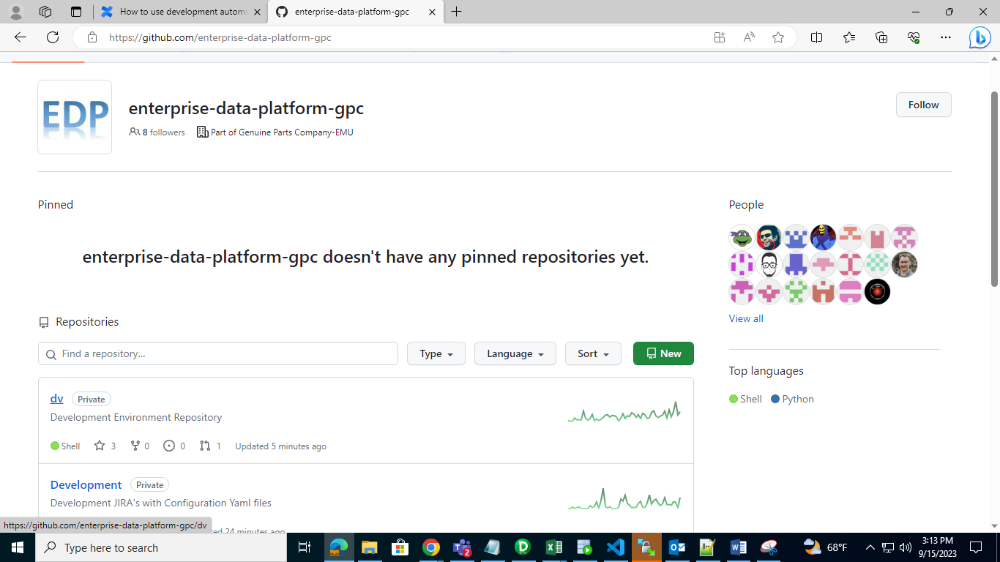 How to use development automa
enterprise-data-platform-gpc
https://github.com/enterprise-data-platform-gpc
EDP
enterprise-data-platform-gpc
Follow
8 followers Part of Genuine Parts Company-EMU
Pinned
People
enterprise-data-platform-gpc doesn't have any pinned repositories yet.
View all
Repositories
Find a repository...
Type
Language
Sort
New
Top languages
Shell Python
dv Private
Development Environment Repository
Shell 3 0 0 1 Updated 5 minutes ago
Development Private
Development JIRA's with Configuration Yaml files
24 minutes ago
https://github.com/enterprise-data-platform-gpc/dv
Type here to search
2
68°F
3:13 PM
9/15/2023